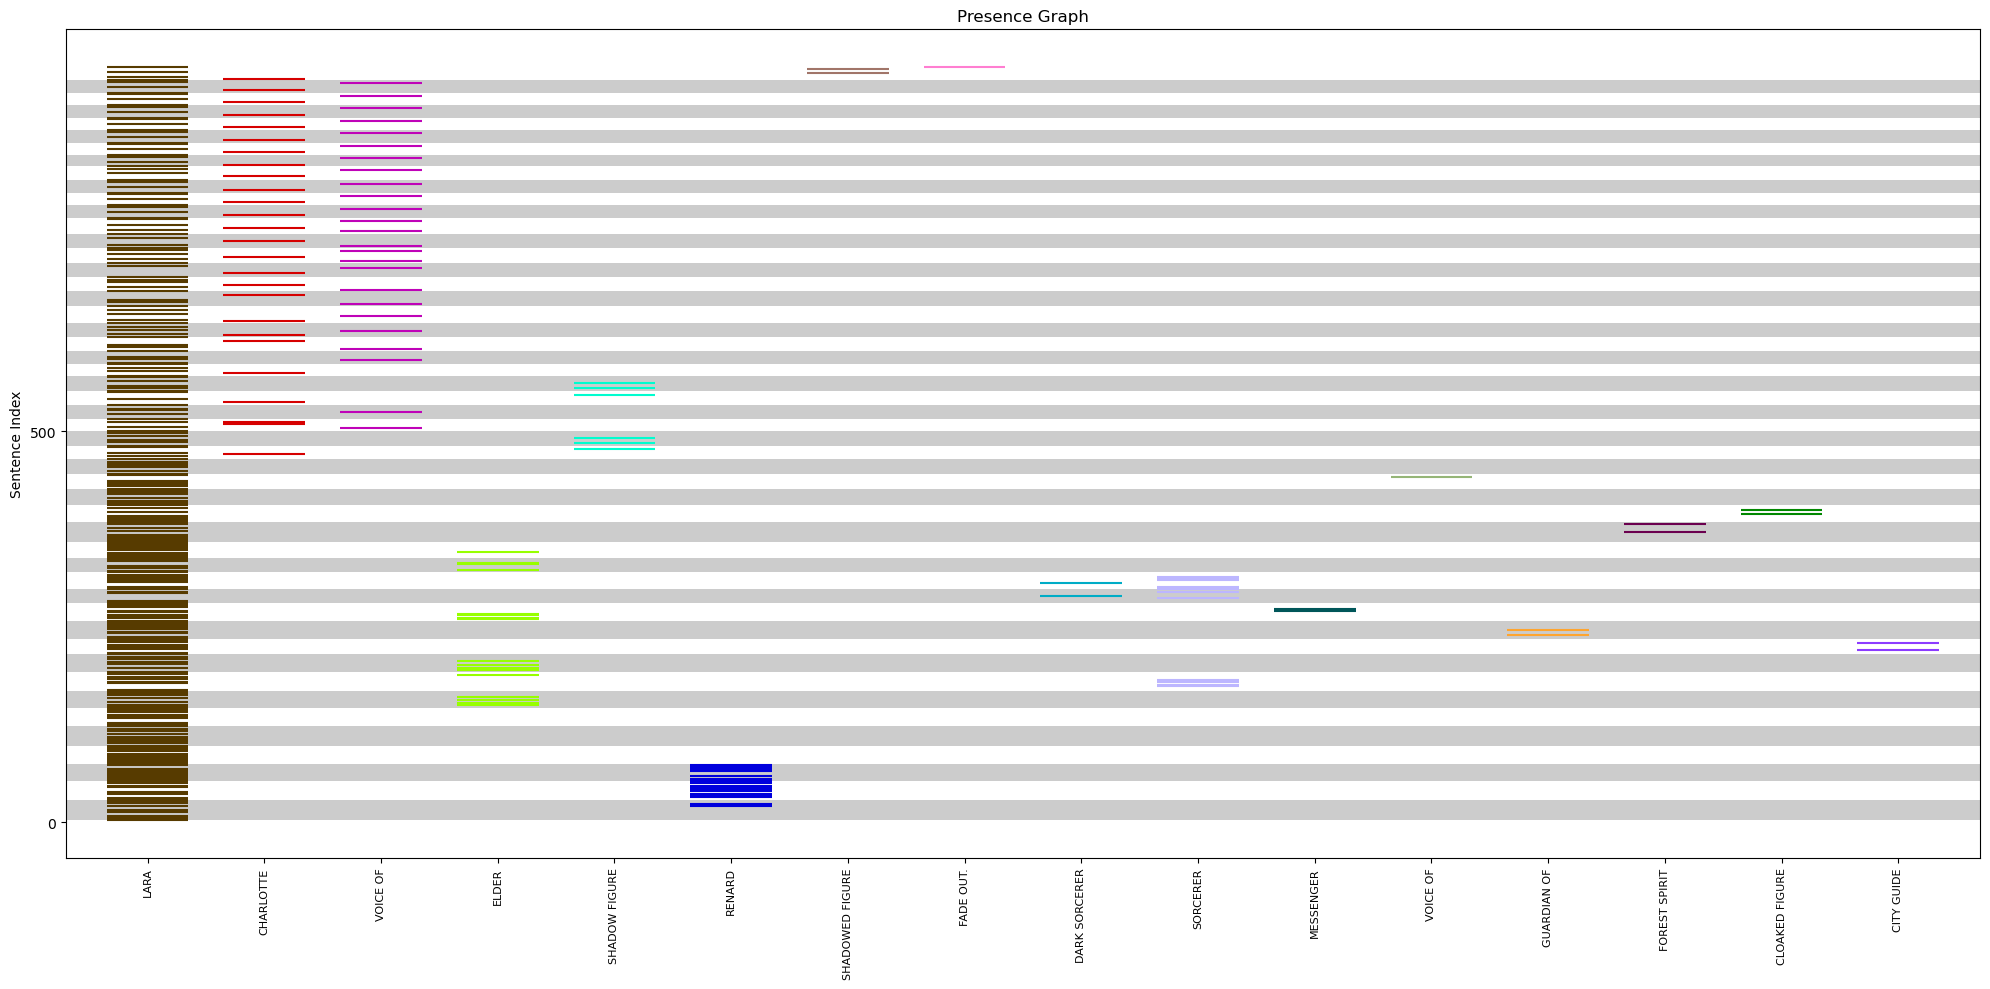 Presence Graph
Sentence Index
500
0
LARA
CHARLOTTE
VOICE OF
ELDER
SHADOW FIGURE
RENARD
SHADOWED FIGURE
FADE OUT.
DARK SORCERER
SORCERER
MESSENGER
VOICE OF
GUARDIAN OF
FOREST SPIRIT
CLOAKED FIGURE
CITY GUIDE